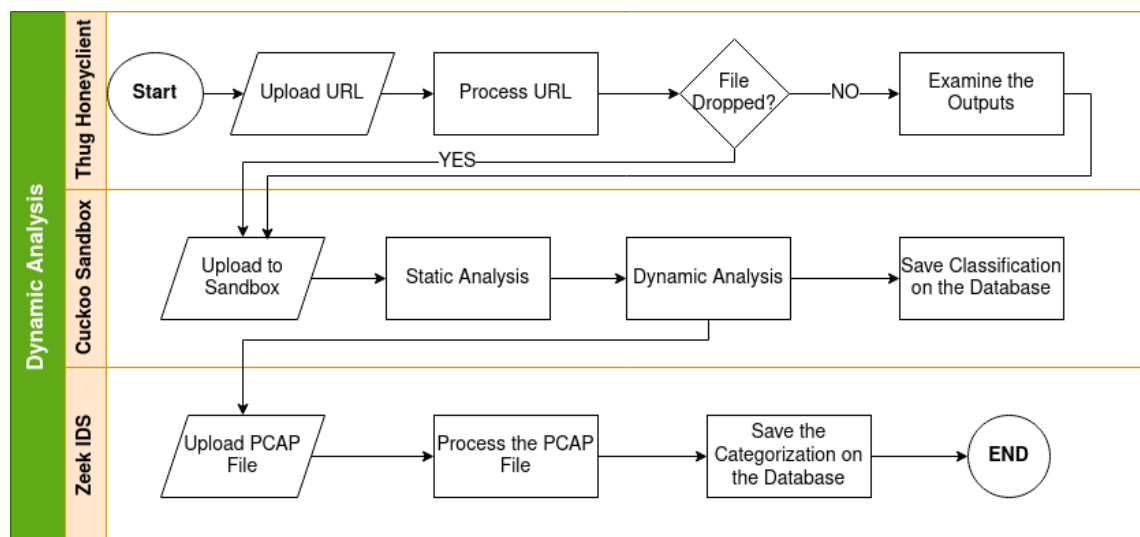 Dynamic Analysis
Thug Honeyclient
Start
Upload URL
Process URL
File
Dropped?
NO
Examine the
Outputs
YES
Cuckoo Sandbox
Upload to
Sandbox
Static Analysis
Dynamic Analysis
Save Classification
on the Database
Zeek IDS
Upload PCAP
File
Process the PCAP
File
Save the
Categorization on
the Database
END